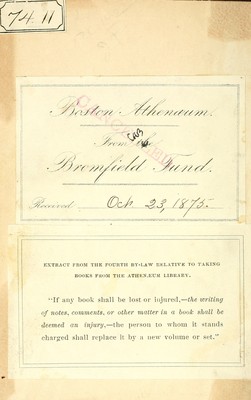 74.11
Boston Athenæum.
From the
Bromfield Fund.
Received Oct. 23, 1875.
EXTRACT FROM THE FOURTH BY-LAW RELATIVE TO TAKING
BOOKS FROM THE ATHENÆUM LIBRARY.
"If any book shall be lost or injured,—the writing
of notes, comments, or other matter in a book shall be
deemed an injury,—the person to whom it stands
charged shall replace it by a new volume or set."